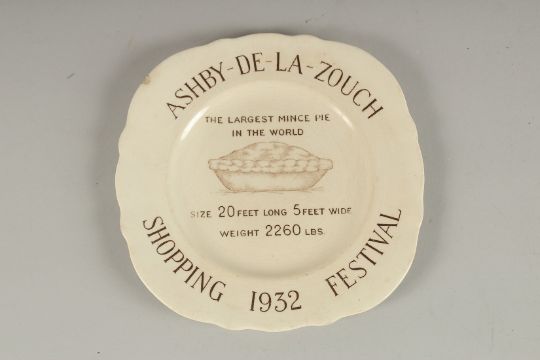 ASHBY-DE-LA-ZOUCH
THE LARGEST MINCE PIE
IN THE WORLD
SIZE 20 FEET LONG 5 FEET WIDE
WEIGHT 2260 LBS.
SHOPPING 1932 FESTIVAL